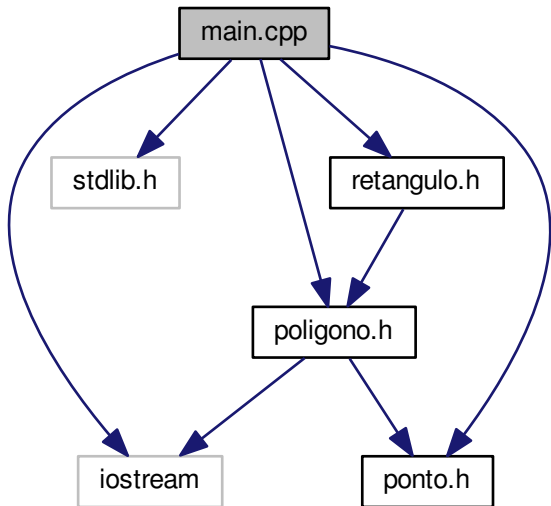 main.cpp
stdlib.h
retangulo.h
poligono.h
iostream
ponto.h